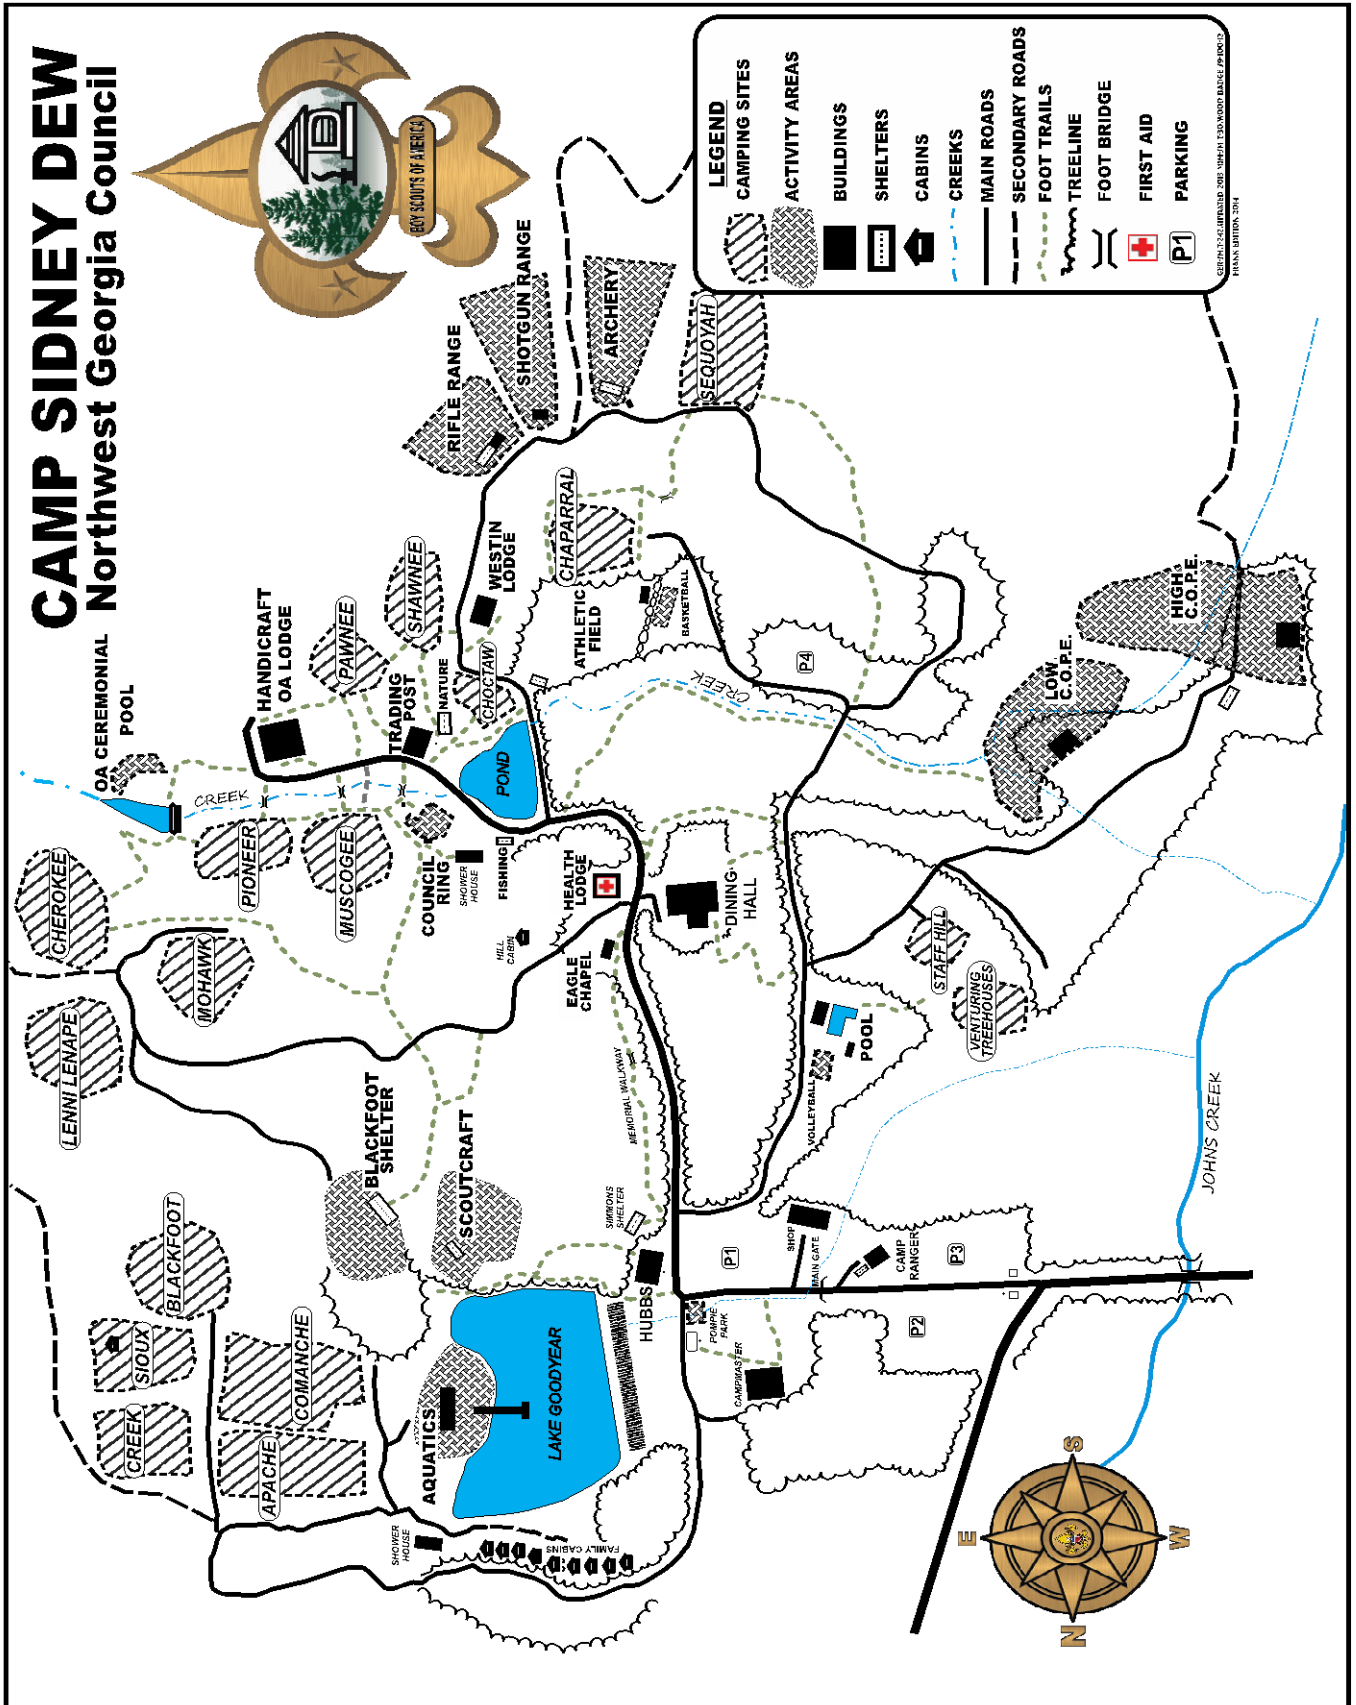 CAMP SIDNEY DEW
Northwest Georgia Council
BOY SCOUTS OF AMERICA
LEGEND
CAMPING SITES
ACTIVITY AREAS
BUILDINGS
SHELTERS
CABINS
CREEKS
MAIN ROADS
SECONDARY ROADS
FOOT TRAILS
TREELINE
FOOT BRIDGE
FIRST AID
P1
PARKING
FRANK EDITION 2014
OA CEREMONIAL
POOL
HANDICRAFT
OA LODGE
PAWNEE
SHAWNEE
TRADING
POST
NATURE
CHOCTAW
WESTIN
LODGE
RIFLE RANGE
SHOTGUN RANGE
ARCHERY
SEQUOYAH
CHAPARRAL
ATHLETIC
FIELD
BASKETBALL
CREEK
P4
HIGH
C.O.P.E.
LOW
C.O.P.E.
CREEK
POND
CHEROKEE
PIONEER
MUSCOGEE
COUNCIL
RING
SHOWER
HOUSE
FISHING
HEALTH
LODGE
DINING
HALL
MOHAWK
HILL
CABIN
EAGLE
CHAPEL
LENNI LENAPE
STAFF HILL
VENTURING
TREEHOUSES
POOL
VOLLEYBALL
MEMORIAL WALKWAY
BLACKFOOT
SHELTER
SCOUTCRAFT
SIMMONS
SHELTER
HUBBS
P1
SHOP
MAIN GATE
CAMP
RANGER
P3
P2
JOHNS CREEK
BLACKFOOT
SIOUX
CREEK
COMANCHE
APACHE
AQUATICS
LAKE GOODYEAR
POMPIE
PARK
CAMPMASTER
SHOWER
HOUSE
FAMILY CABINS
N
E
S
W